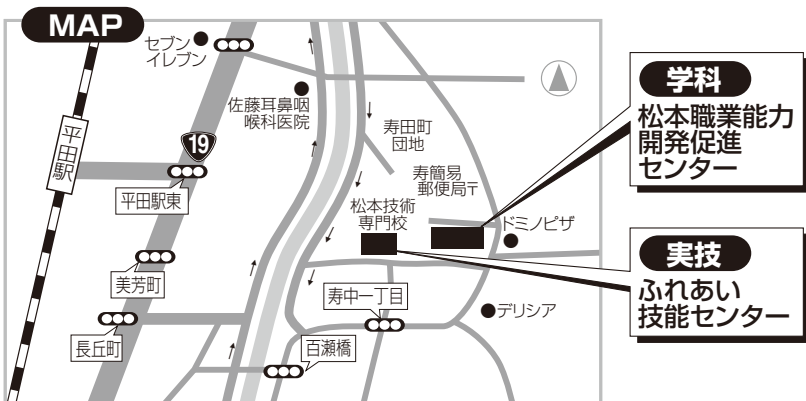 MAP
セブン
イレブン
佐藤耳鼻咽
喉科医院
19
平田駅
平田駅東
美芳町
長丘町
寿田町
団地
寿簡易
郵便局〒
松本技術
専門校
ドミノピザ
寿中一丁目
デリシア
百瀬橋
学科
松本職業能力
開発促進
センター
実技
ふれあい
技能センター